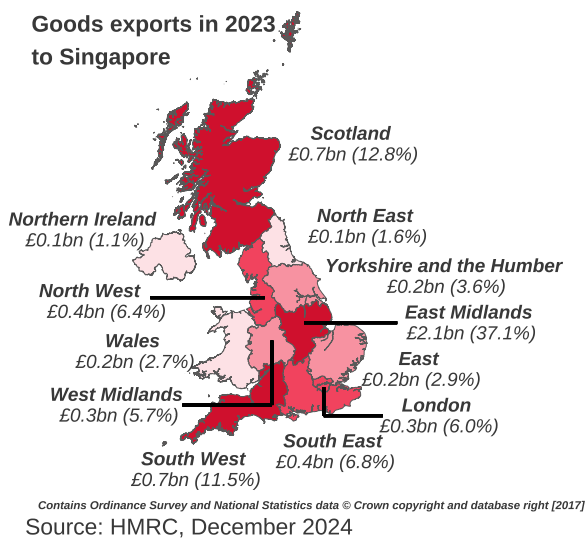 Goods exports in 2023
to Singapore
Scotland
£0.7bn (12.8%)
Northern Ireland
£0.1bn (1.1%)
North East
£0.1bn (1.6%)
Yorkshire and the Humber
£0.2bn (3.6%)
North West
£0.4bn (6.4%)
East Midlands
£2.1bn (37.1%)
Wales
£0.2bn (2.7%)
East
£0.2bn (2.9%)
West Midlands
£0.3bn (5.7%)
London
£0.3bn (6.0%)
South East
£0.4bn (6.8%)
South West
£0.7bn (11.5%)
Contains Ordinance Survey and National Statistics data © Crown copyright and database right [2017]
Source: HMRC, December 2024